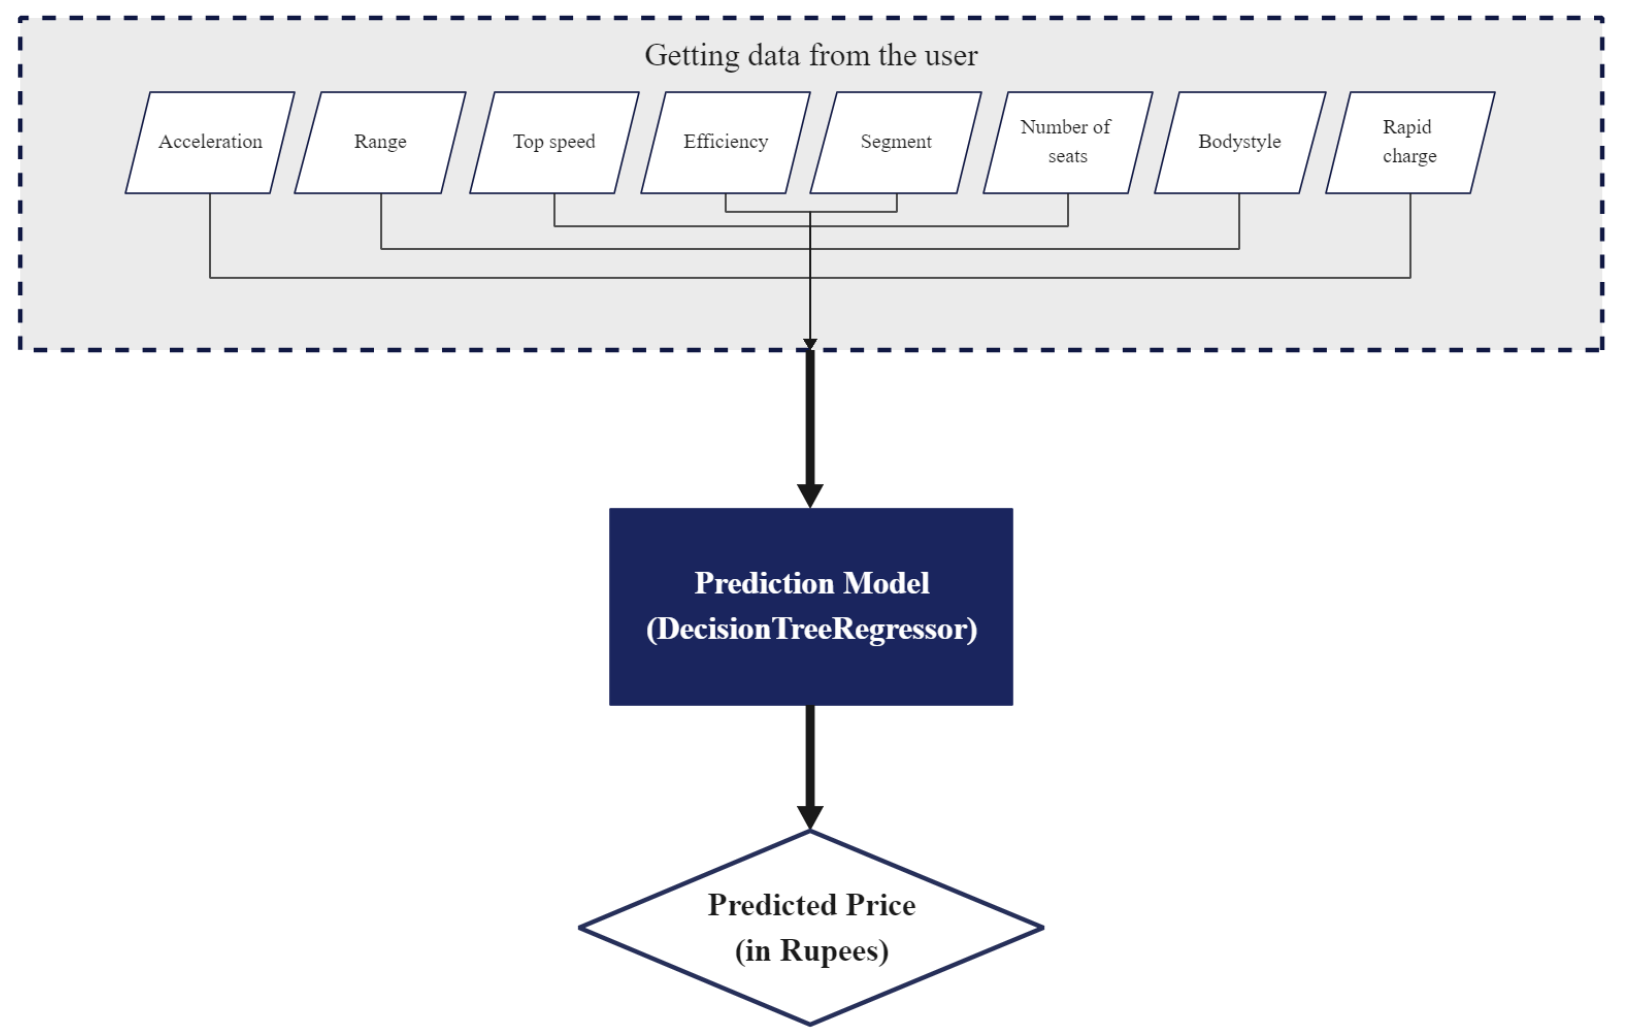 Getting data from the user
Acceleration
Range
Top speed
Efficiency
Segment
Number of
seats
Bodystyle
Rapid
charge
Prediction Model
(DecisionTreeRegressor)
Predicted Price
(in Rupees)